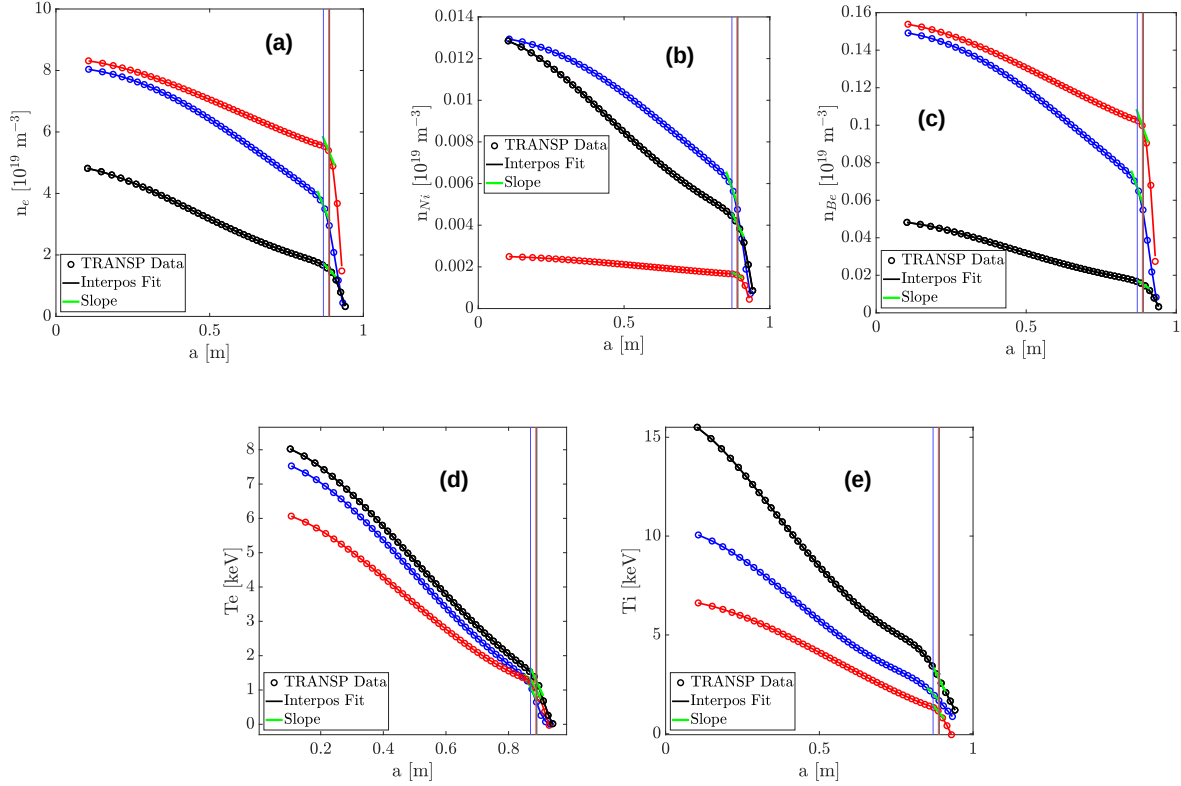 (a)
10
8
6
4
2
0
n_e [10^19 m^−3]
TRANSP Data
Interpos Fit
Slope
0
0.5
1
a [m]
(b)
0.014
0.012
0.01
0.008
0.006
0.004
0.002
0
n_Ni [10^19 m^−3]
TRANSP Data
Interpos Fit
Slope
0
0.5
1
a [m]
(c)
0.16
0.14
0.12
0.1
0.08
0.06
0.04
0.02
0
n_Be [10^19 m^−3]
TRANSP Data
Interpos Fit
Slope
0
0.5
1
a [m]
(d)
8
7
6
5
4
3
2
1
0
Te [keV]
TRANSP Data
Interpos Fit
Slope
0.2
0.4
0.6
0.8
a [m]
(e)
15
10
5
0
Ti [keV]
TRANSP Data
Interpos Fit
Slope
0
0.5
1
a [m]